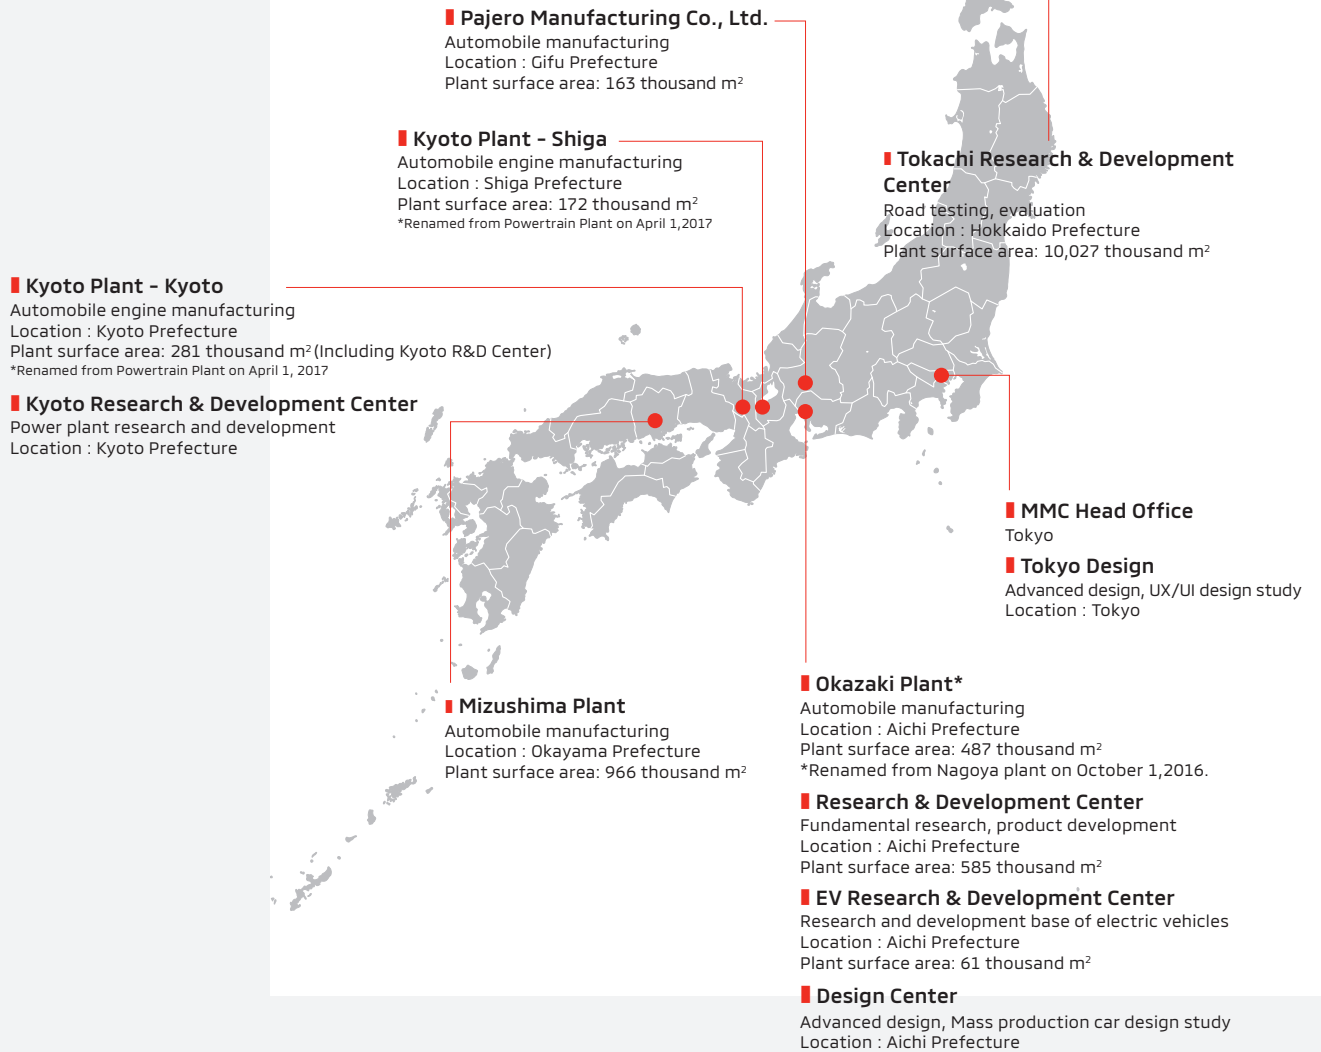 Pajero Manufacturing Co., Ltd.
Automobile manufacturing
Location : Gifu Prefecture
Plant surface area: 163 thousand m²
Kyoto Plant – Shiga
Automobile engine manufacturing
Location : Shiga Prefecture
Plant surface area: 172 thousand m²
*Renamed from Powertrain Plant on April 1,2017
Tokachi Research & Development
Center
Road testing, evaluation
Location : Hokkaido Prefecture
Plant surface area: 10,027 thousand m²
Kyoto Plant – Kyoto
Automobile engine manufacturing
Location : Kyoto Prefecture
Plant surface area: 281 thousand m² (Including Kyoto R&D Center)
*Renamed from Powertrain Plant on April 1, 2017
Kyoto Research & Development Center
Power plant research and development
Location : Kyoto Prefecture
MMC Head Office
Tokyo
Tokyo Design
Advanced design, UX/UI design study
Location : Tokyo
Mizushima Plant
Automobile manufacturing
Location : Okayama Prefecture
Plant surface area: 966 thousand m²
Okazaki Plant*
Automobile manufacturing
Location : Aichi Prefecture
Plant surface area: 487 thousand m²
*Renamed from Nagoya plant on October 1,2016.
Research & Development Center
Fundamental research, product development
Location : Aichi Prefecture
Plant surface area: 585 thousand m²
EV Research & Development Center
Research and development base of electric vehicles
Location : Aichi Prefecture
Plant surface area: 61 thousand m²
Design Center
Advanced design, Mass production car design study
Location : Aichi Prefecture